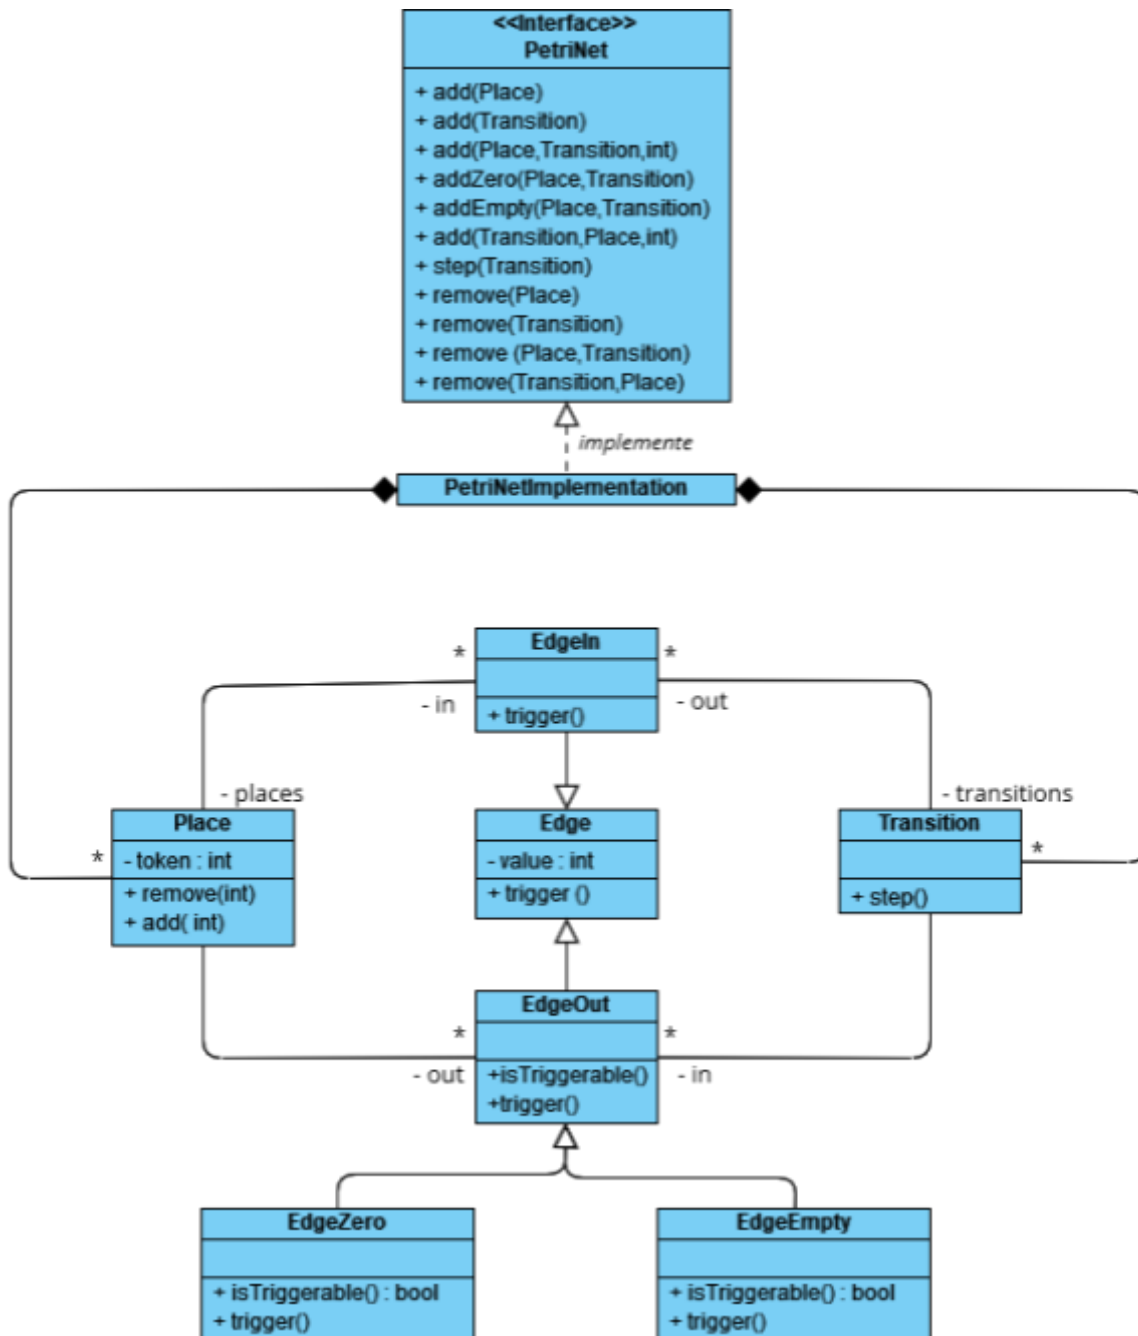 <<Interface>>
PetriNet
+ add(Place)
+ add(Transition)
+ add(Place,Transition,int)
+ addZero(Place,Transition)
+ addEmpty(Place,Transition)
+ add(Transition,Place,int)
+ step(Transition)
+ remove(Place)
+ remove(Transition)
+ remove (Place,Transition)
+ remove(Transition,Place)
implemente
PetriNetImplementation
EdgeIn
* *
- in - out
+ trigger()
- places - transitions
Place
*
- token : int
+ remove(int)
+ add( int)
Edge
- value : int
+ trigger ()
Transition
*
+ step()
EdgeOut
* *
- out - in
+isTriggerable()
+trigger()
EdgeZero
+ isTriggerable() : bool
+ trigger()
EdgeEmpty
+ isTriggerable() : bool
+ trigger()